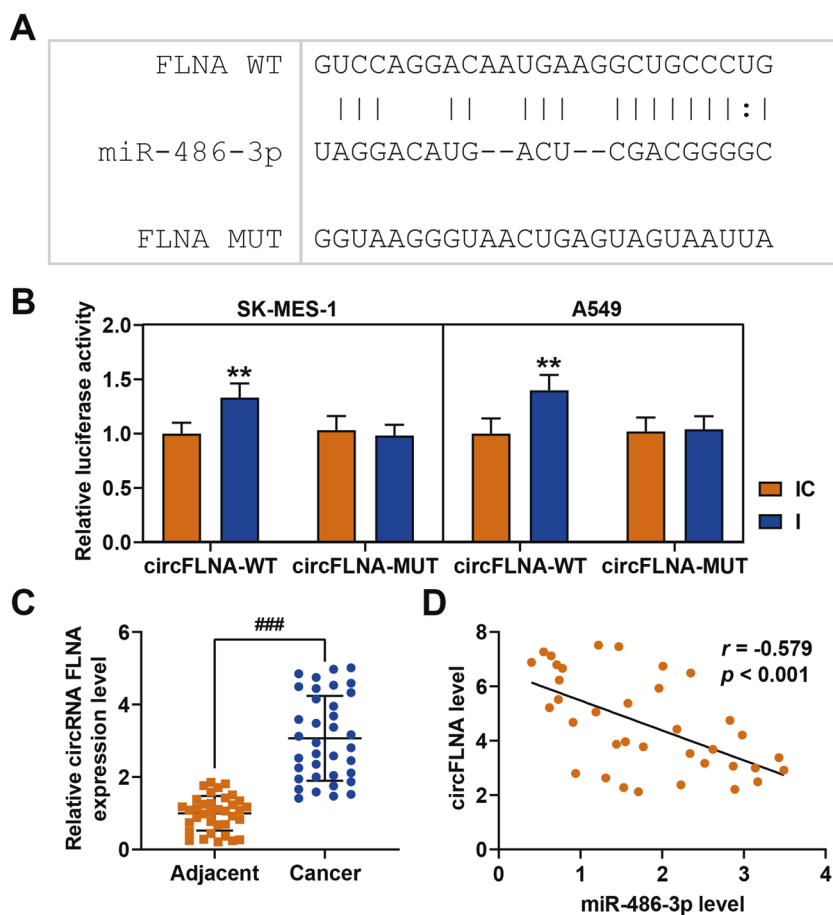 A
FLNA WT GUCCAGGACAAUGAAGGCUGCCCUG
miR-486-3p UAGGACAUG--ACU--CGACGGGGC
FLNA MUT GGUAAGGGUAACUGAGUAGUAAUUA
B
SK-MES-1 A549
Relative luciferase activity
2.0
1.5
1.0
0.5
0.0
** **
circFLNA-WT circFLNA-MUT circFLNA-WT circFLNA-MUT
IC
I
C
Relative circRNA FLNA
expression level
6
4
2
0
###
Adjacent Cancer
D
circFLNA level
8
6
4
2
0
r = -0.579
p < 0.001
0 1 2 3 4
miR-486-3p level